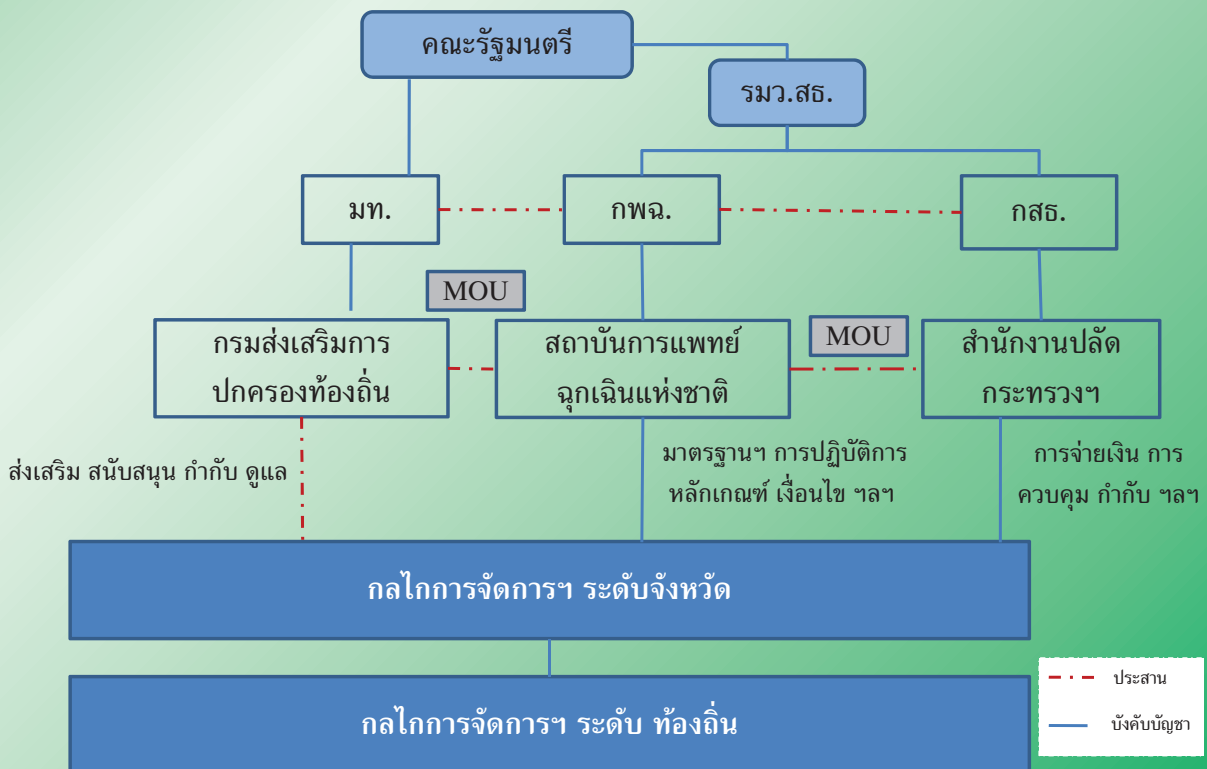 คณะรัฐมนตรี
รมว.สธ.
มท.
กพฉ.
กสธ.
MOU
MOU
กรมส่งเสริมการ
ปกครองท้องถิ่น
สถาบันการแพทย์
ฉุกเฉินแห่งชาติ
สำนักงานปลัด
กระทรวงฯ
ส่งเสริม สนับสนุน กำกับ ดูแล
มาตรฐานฯ การปฏิบัติการ
หลักเกณฑ์ เงื่อนไข ฯลฯ
การจ่ายเงิน การ
ควบคุม กำกับ ฯลฯ
กลไกการจัดการฯ ระดับจังหวัด
กลไกการจัดการฯ ระดับ ท้องถิ่น
ประสาน
บังคับบัญชา